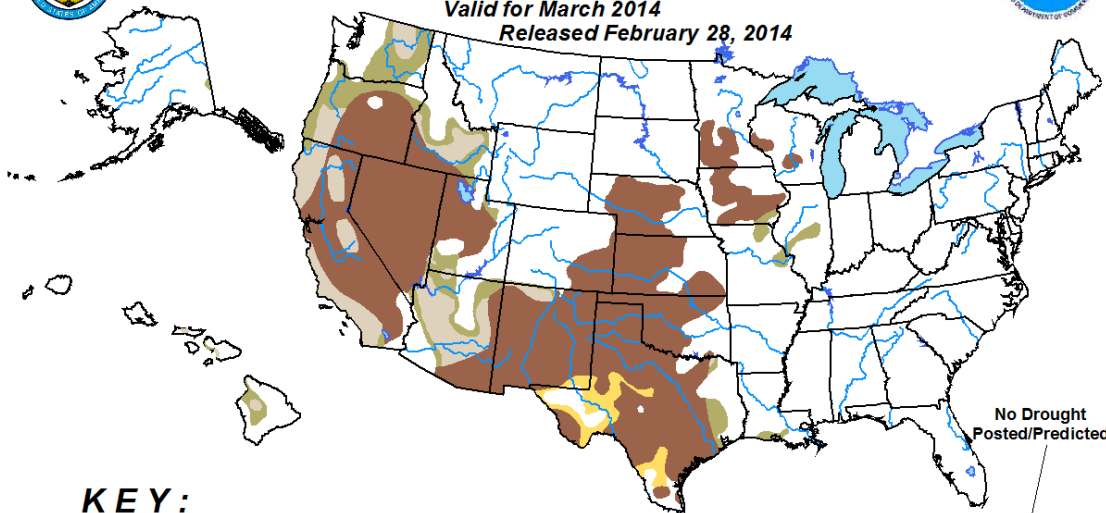 Valid for March 2014
Released February 28, 2014
No Drought
Posted/Predicted
KEY: